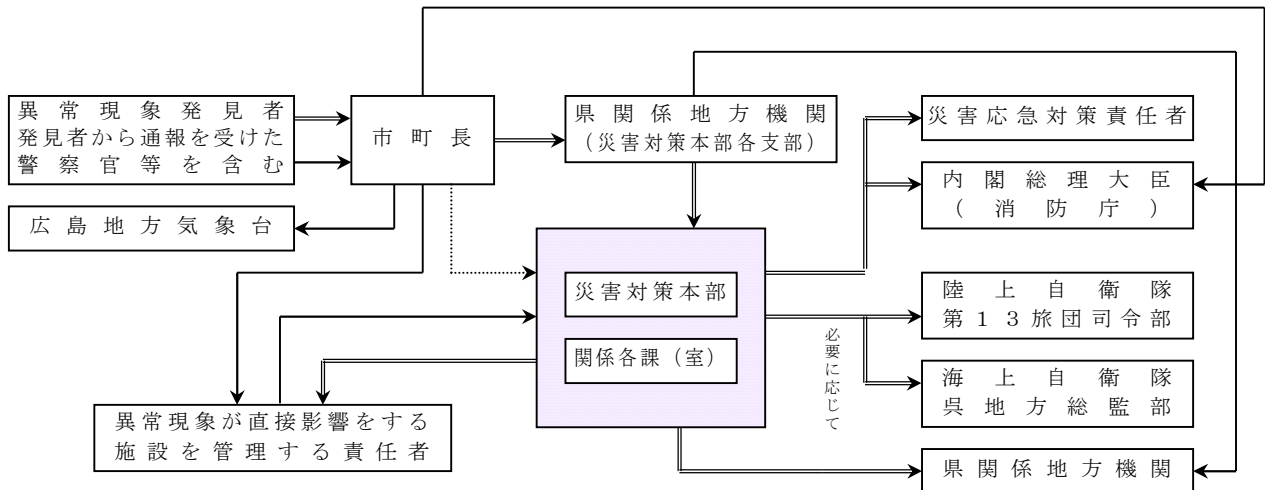 異常現象発見者
発見者から通報を受けた
警察官等を含む
市町長
県関係地方機関
（災害対策本部各支部）
災害応急対策責任者
内閣総理大臣
（消防庁）
広島地方気象台
災害対策本部
関係各課（室）
必要に応じて
陸上自衛隊
第１３旅団司令部
海上自衛隊
呉地方総監部
異常現象が直接影響をする
施設を管理する責任者
県関係地方機関